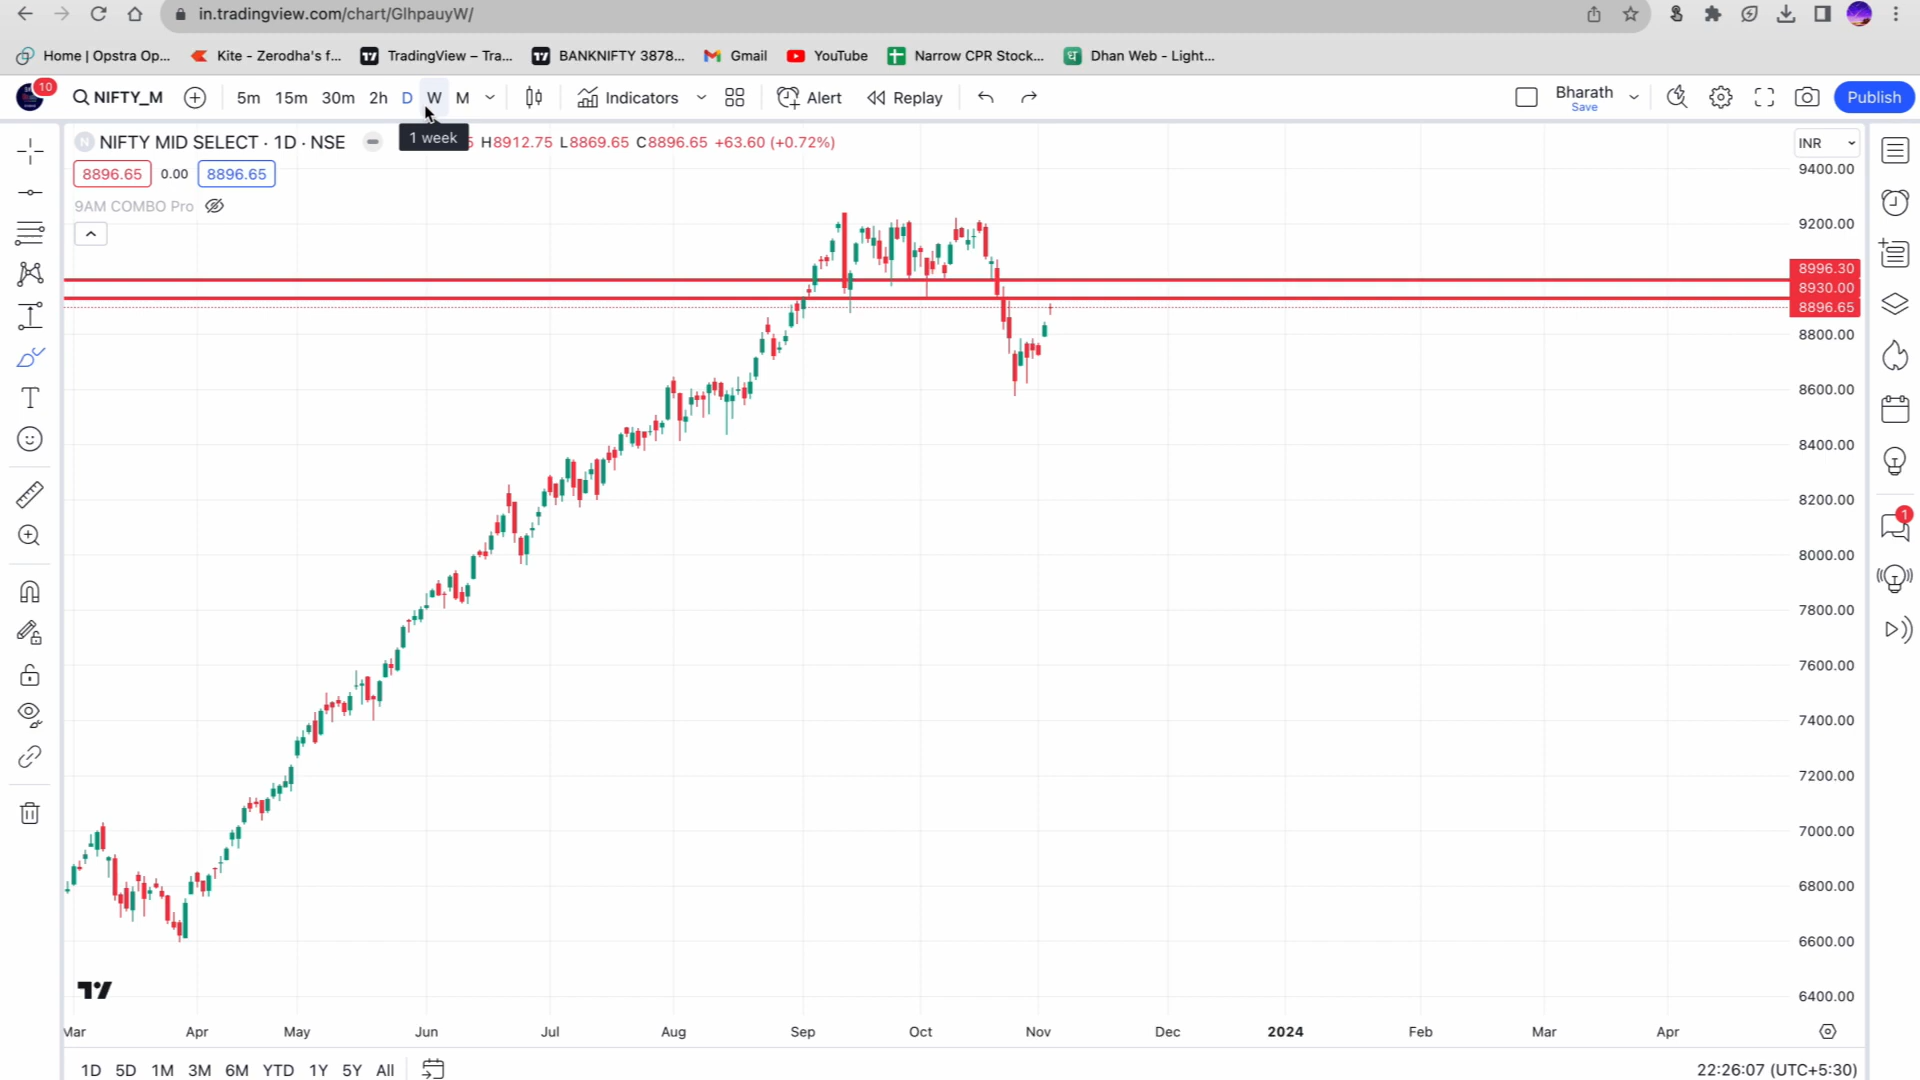 in.tradingview.com/chart/GlhpauyW/
Home | Opstra Op... Kite - Zerodha's f... TradingView – Tra... BANKNIFTY 3878... Gmail YouTube Narrow CPR Stock... Dhan Web - Light...
10 NIFTY_M 5m 15m 30m 2h D W M Indicators Alert Replay Bharath Save Publish
NIFTY MID SELECT · 1D · NSE 1 week H8912.75 L8869.65 C8896.65 +63.60 (+0.72%) INR
8896.65 0.00 8896.65
9AM COMBO Pro
9400.00
9200.00
8996.30
8930.00
8896.65
8800.00
8600.00
8400.00
8200.00
8000.00
7800.00
7600.00
7400.00
7200.00
7000.00
6800.00
6600.00
6400.00
1
Mar Apr May Jun Jul Aug Sep Oct Nov Dec 2024 Feb Mar Apr
1D 5D 1M 3M 6M YTD 1Y 5Y All 22:26:07 (UTC+5:30)